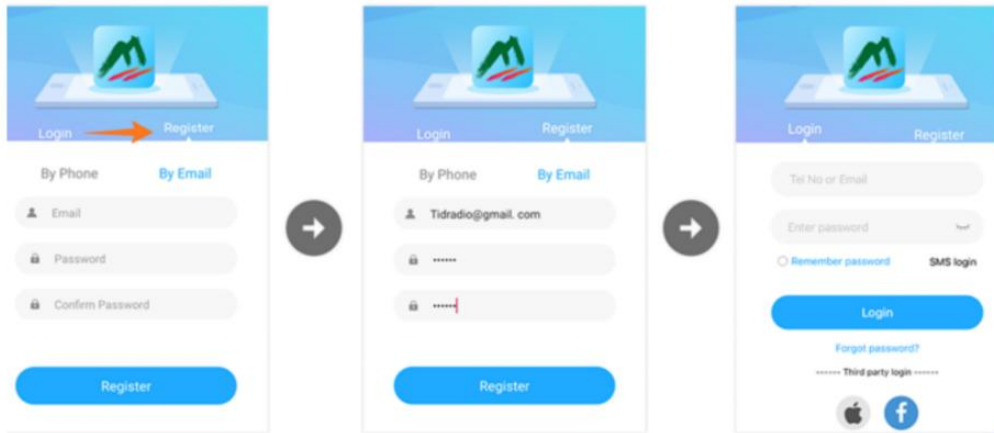 Login
Register
By Phone
By Email
Email
Password
Confirm Password
Register
Login
Register
By Phone
By Email
Tidradio@gmail. com
••••••
••••••
Register
Login
Register
Tel No or Email
Enter password
Remember password
SMS login
Login
Forgot password?
------ Third party login ------